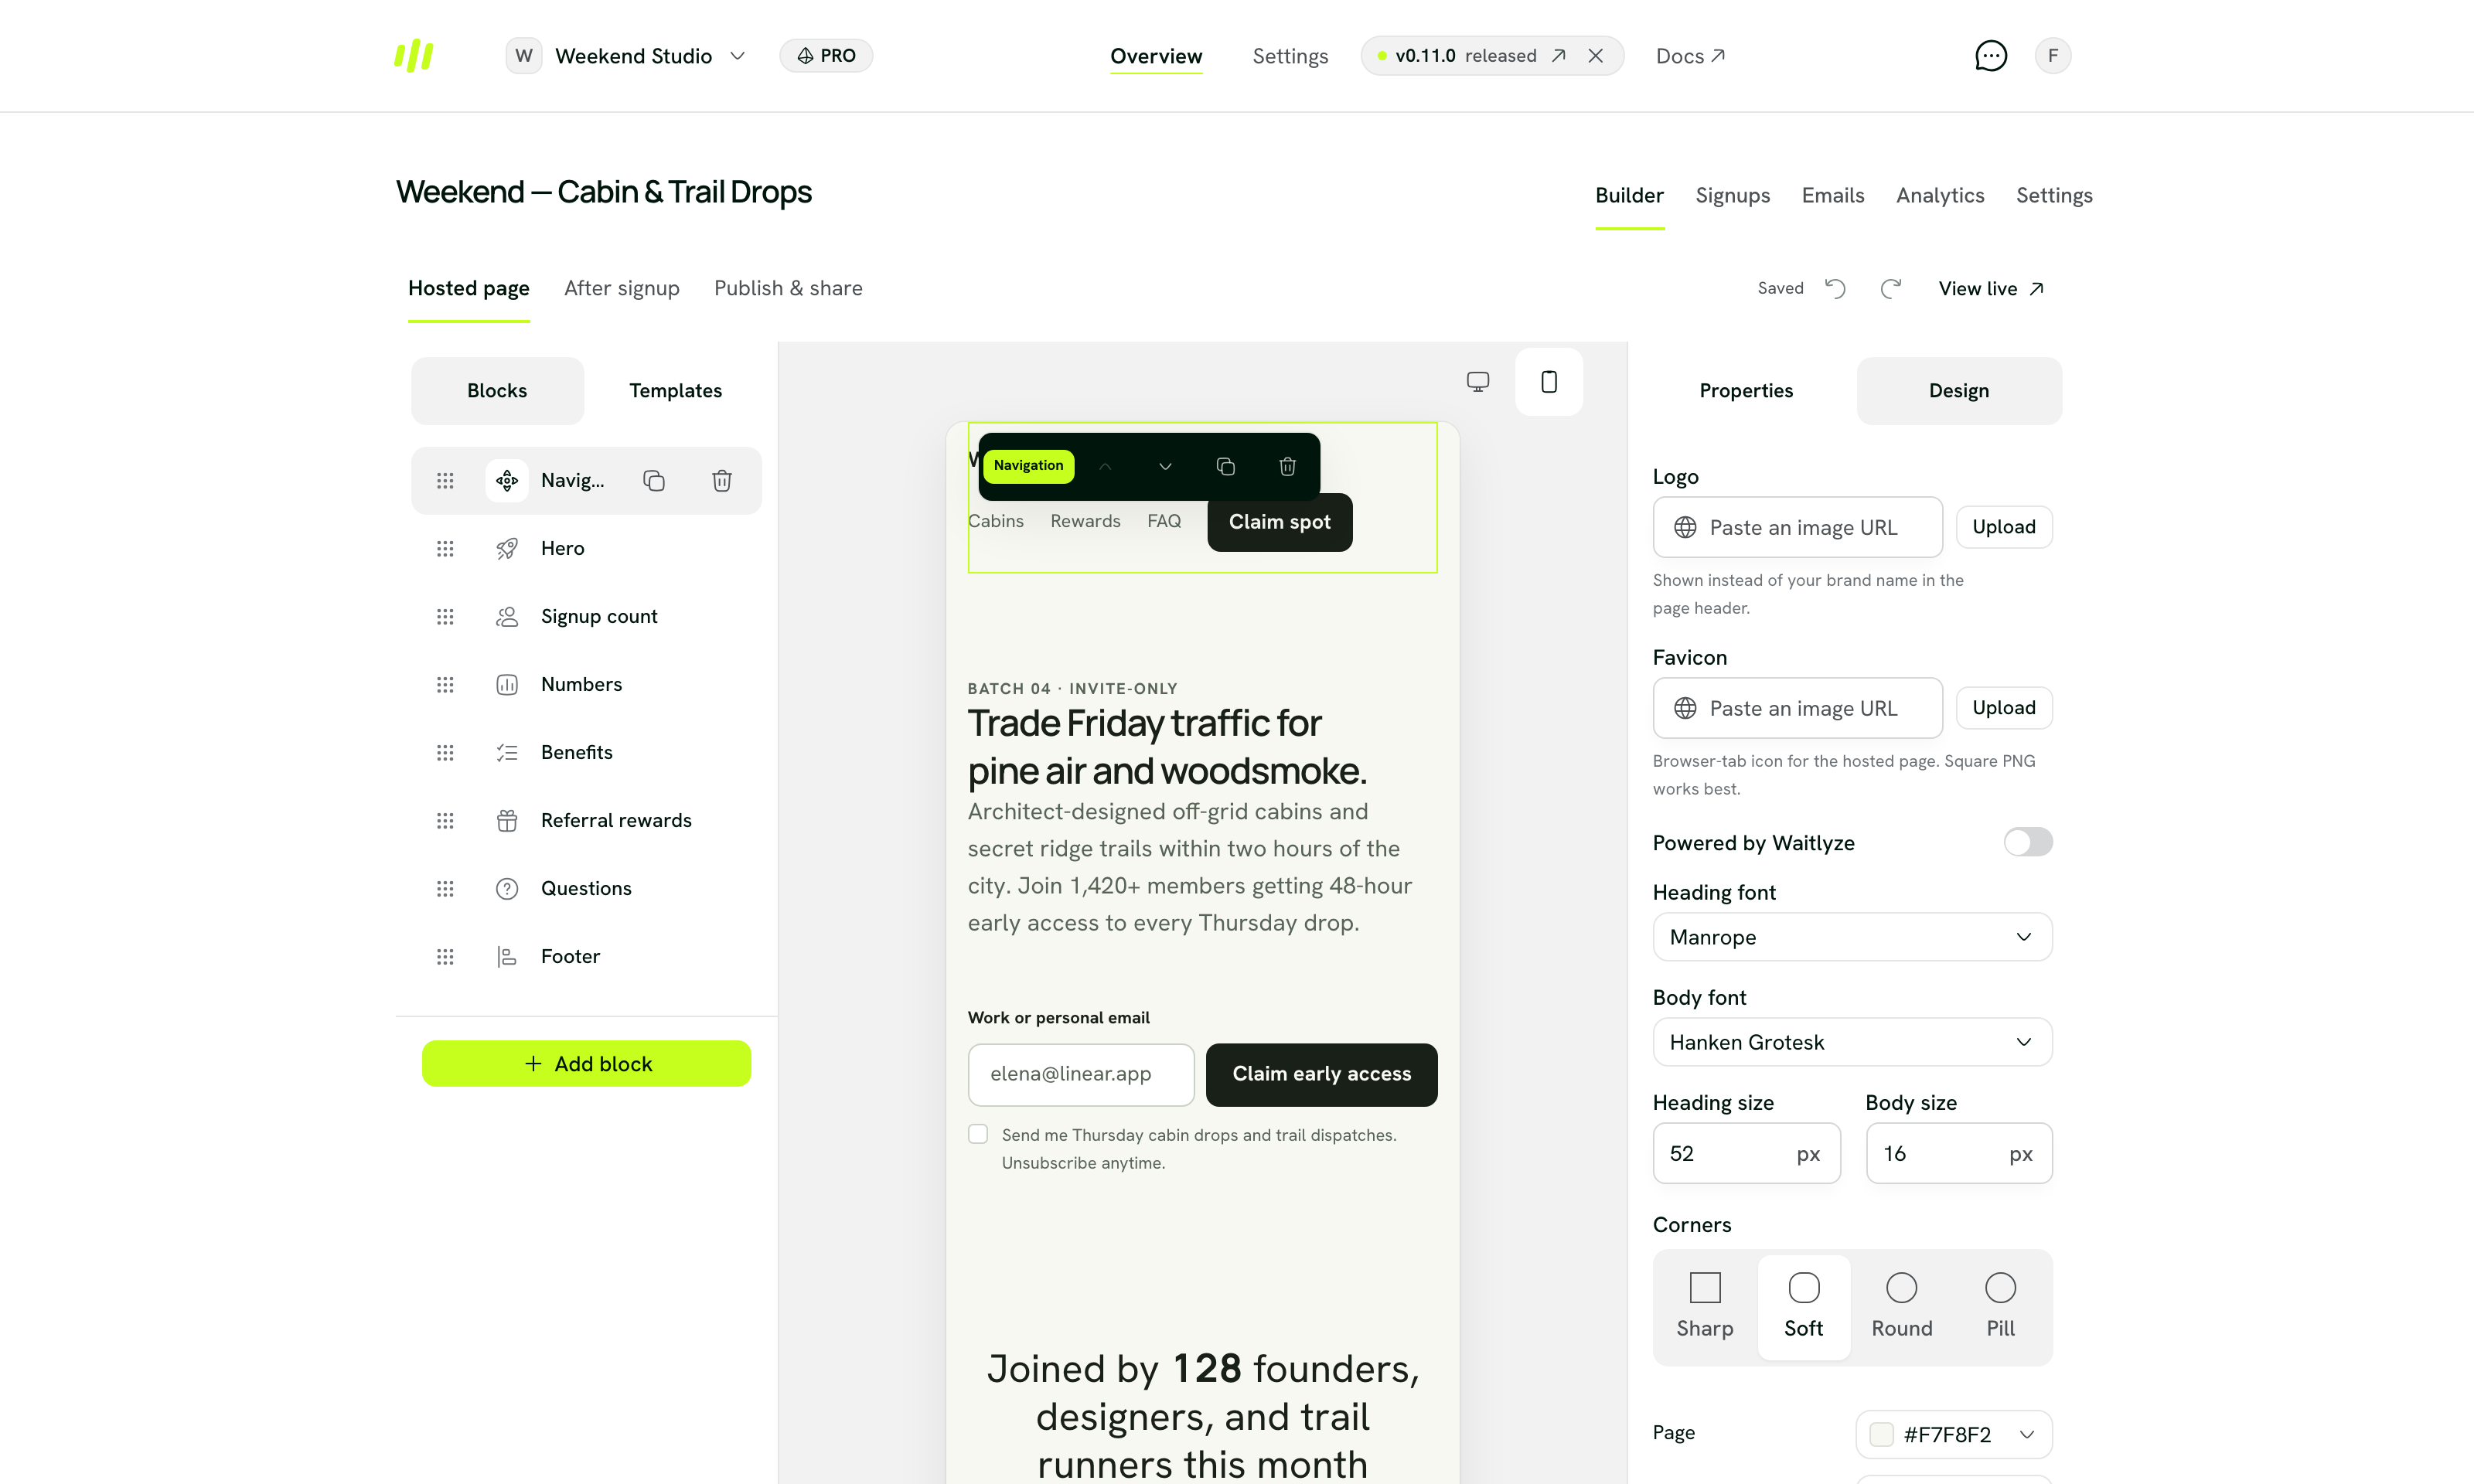 W Weekend Studio PRO Overview Settings v0.11.0 released Docs F
Weekend — Cabin & Trail Drops
Builder Signups Emails Analytics Settings
Hosted page After signup Publish & share
Saved View live
Blocks Templates
Navig...
Hero
Signup count
Numbers
Benefits
Referral rewards
Questions
Footer
Add block
Navigation
Cabins Rewards FAQ Claim spot
BATCH 04 · INVITE-ONLY
Trade Friday traffic for
pine air and woodsmoke.
Architect-designed off-grid cabins and
secret ridge trails within two hours of the
city. Join 1,420+ members getting 48-hour
early access to every Thursday drop.
Work or personal email
elena@linear.app Claim early access
Send me Thursday cabin drops and trail dispatches.
Unsubscribe anytime.
Joined by 128 founders,
designers, and trail
runners this month
Properties Design
Logo
Paste an image URL Upload
Shown instead of your brand name in the
page header.
Favicon
Paste an image URL Upload
Browser-tab icon for the hosted page. Square PNG
works best.
Powered by Waitlyze
Heading font
Manrope
Body font
Hanken Grotesk
Heading size Body size
52 px 16 px
Corners
Sharp Soft Round Pill
Page #F7F8F2